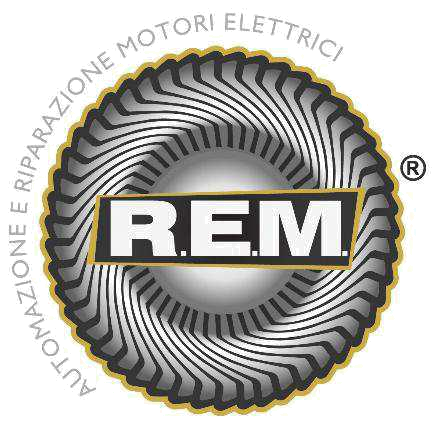 AUTOMAZIONE E RIPARAZIONE MOTORI ELETTRICI
R.E.M.
®